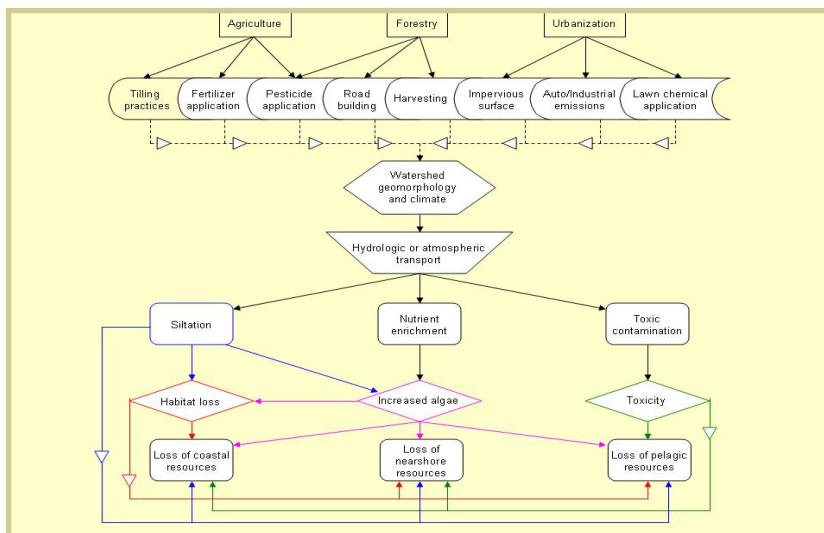 Agriculture
Forestry
Urbanization
Tilling
practices
Fertilizer
application
Pesticide
application
Road
building
Harvesting
Impervious
surface
Auto/Industrial
emissions
Lawn chemical
application
Watershed
geomorphology
and climate
Hydrologic or atmospheric
transport
Siltation
Nutrient
enrichment
Toxic
contamination
Habitat loss
Increased algae
Toxicity
Loss of coastal
resources
Loss of
nearshore
resources
Loss of pelagic
resources